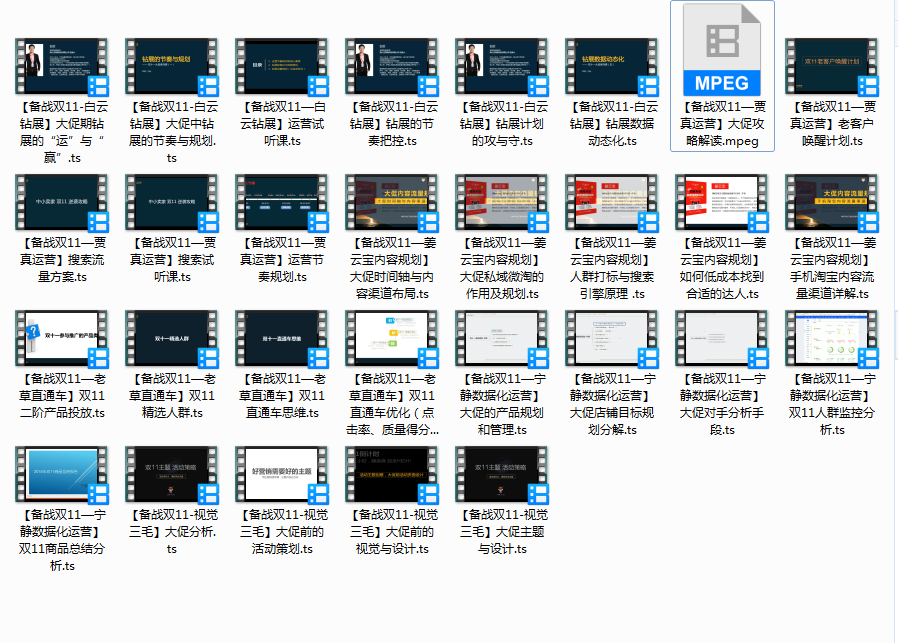 【备战双11-白云
钻展】大促期钻
展的“运”与“
赢”.ts
【备战双11-白云
钻展】大促中钻
展的节奏与规划.
ts
【备战双11—白
云钻展】运营试
听课.ts
【备战双11-白云
钻展】钻展的节
奏把控.ts
【备战双11-白云
钻展】钻展计划
的攻与守.ts
【备战双11-白云
钻展】钻展数据
动态化.ts
MPEG
【备战双11—贾
真运营】大促攻
略解读.mpeg
【备战双11—贾
真运营】老客户
唤醒计划.ts
钻展的节奏与规划
目录
钻展数据动态化
双11老客户唤醒计划
【备战双11—贾
真运营】搜索流
量方案.ts
【备战双11—贾
真运营】搜索试
听课.ts
【备战双11—贾
真运营】运营节
奏规划.ts
【备战双11—姜
云宝内容规划】
大促时间轴与内
容渠道布局.ts
【备战双11—姜
云宝内容规划】
大促私域微淘的
作用及规划.ts
【备战双11—姜
云宝内容规划】
人群打标与搜索
引擎原理 .ts
【备战双11—姜
云宝内容规划】
如何低成本找到
合适的达人.ts
【备战双11—姜
云宝内容规划】
手机淘宝内容流
量渠道详解.ts
中小卖家 双11 逆袭攻略
中小卖家 双11 逆袭攻略
【备战双11—老
草直通车】双11
二阶产品投放.ts
【备战双11—老
草直通车】双11
精选人群.ts
【备战双11—老
草直通车】双11
直通车思维.ts
【备战双11—老
草直通车】双11
直通车优化（点
击率、质量得分...
【备战双11—宁
静数据化运营】
大促的产品规划
和管理.ts
【备战双11—宁
静数据化运营】
大促店铺目标规
划分解.ts
【备战双11—宁
静数据化运营】
大促对手分析手
段.ts
【备战双11—宁
静数据化运营】
双11人群监控分
析.ts
双十一参与推广的产品类
双十一精选人群
双十一直通车思维
【备战双11—宁
静数据化运营】
双11商品总结分
析.ts
【备战双11-视觉
三毛】大促分析.
ts
【备战双11-视觉
三毛】大促前的
活动策划.ts
【备战双11-视觉
三毛】大促前的
视觉与设计.ts
【备战双11-视觉
三毛】大促主题
与设计.ts
双11主题 活动策略
好营销需要好的主题
双11主题 活动策略